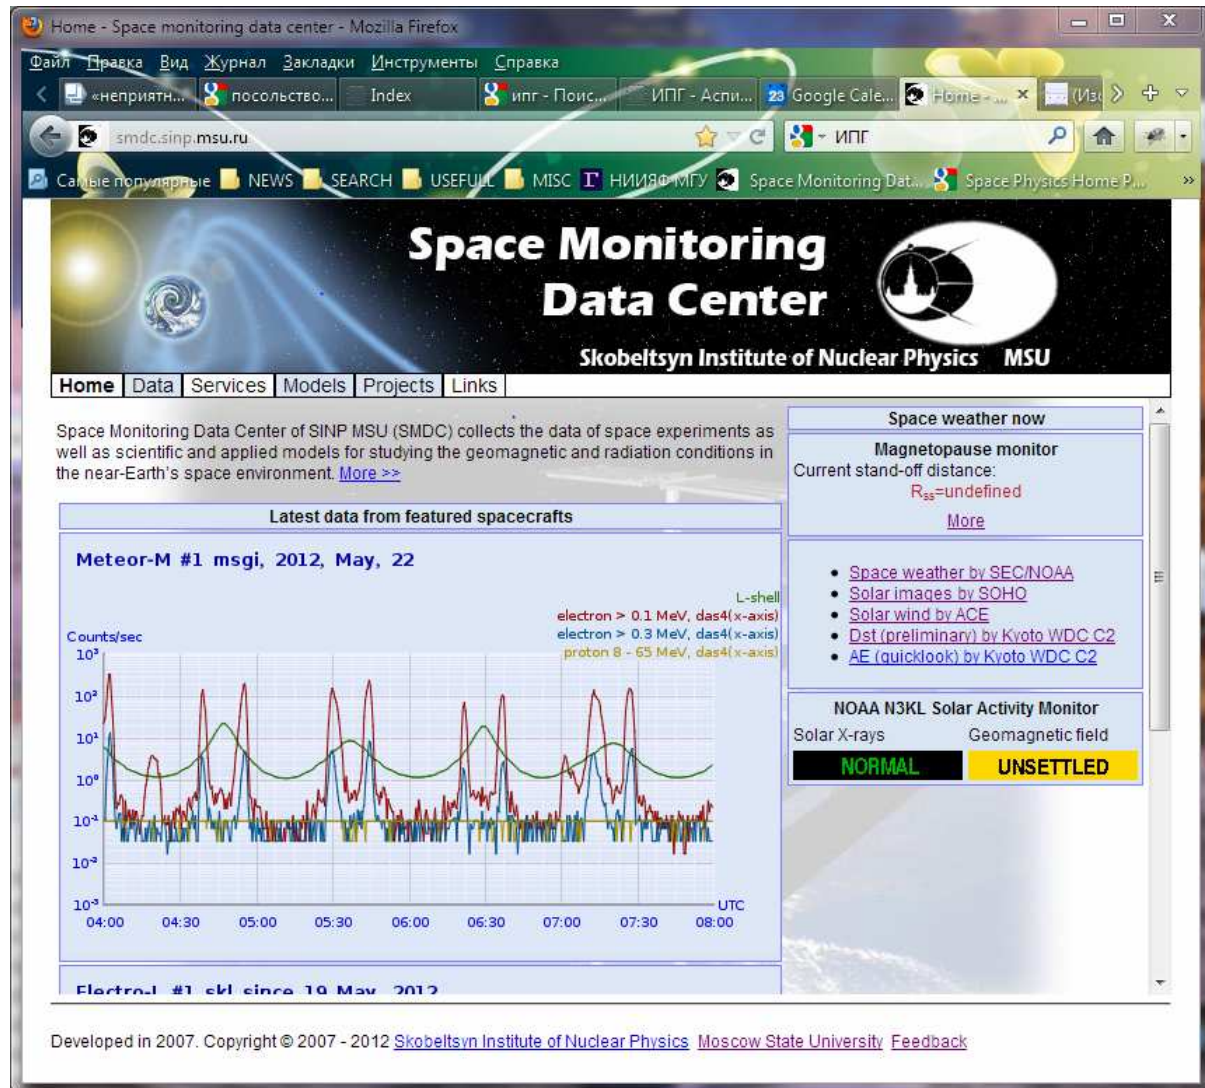 Home - Space monitoring data center - Mozilla Firefox
Файл Правка Вид Журнал Закладки Инструменты Справка
«неприятн... посольство... Index ипг - Поис... ИПГ - Аспи... 23 Google Cale... Home - ... (Изо
smdc.sinp.msu.ru ИПГ
Самые популярные NEWS SEARCH USEFULL MISC НИИЯФ МГУ Space Monitoring Dat... Space Physics Home P... »
Space Monitoring
Data Center
Skobeltsyn Institute of Nuclear Physics MSU
Home Data Services Models Projects Links
Space Monitoring Data Center of SINP MSU (SMDC) collects the data of space experiments as
well as scientific and applied models for studying the geomagnetic and radiation conditions in
the near-Earth's space environment. More >>
Latest data from featured spacecrafts
Meteor-M #1 msgi, 2012, May, 22
L-shell
electron > 0.1 MeV, das4(x-axis)
electron > 0.3 MeV, das4(x-axis)
proton 8 - 65 MeV, das4(x-axis)
Counts/sec
10³
10²
10¹
10⁰
10⁻¹
10⁻²
10⁻³
UTC
04:00 04:30 05:00 05:30 06:00 06:30 07:00 07:30 08:00
Electro-L #1 skl since 19 May, 2012
Space weather now
Magnetopause monitor
Current stand-off distance:
Rss=undefined
More
• Space weather by SEC/NOAA
• Solar images by SOHO
• Solar wind by ACE
• Dst (preliminary) by Kyoto WDC C2
• AE (quicklook) by Kyoto WDC C2
NOAA N3KL Solar Activity Monitor
Solar X-rays Geomagnetic field
NORMAL UNSETTLED
Developed in 2007. Copyright © 2007 - 2012 Skobeltsyn Institute of Nuclear Physics Moscow State University Feedback